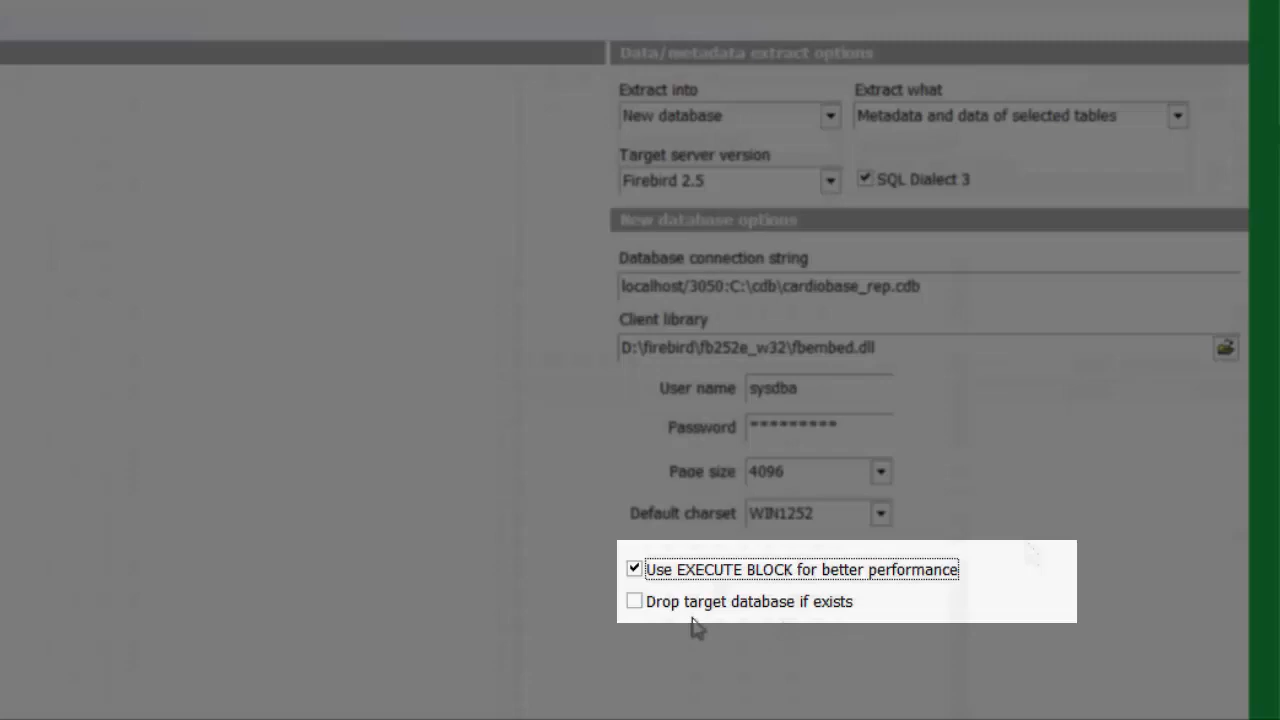 Data/metadata extract options
Extract into
Extract what
New database
Metadata and data of selected tables
Target server version
Firebird 2.5
SQL Dialect 3
New database options
Database connection string
localhost/3050:C:\cdb\cardiobase_rep.cdb
Client library
D:\firebird\fb252e_w32\fbembed.dll
User name sysdba
Password *********
Page size 4096
Default charset WIN1252
Use EXECUTE BLOCK for better performance
Drop target database if exists